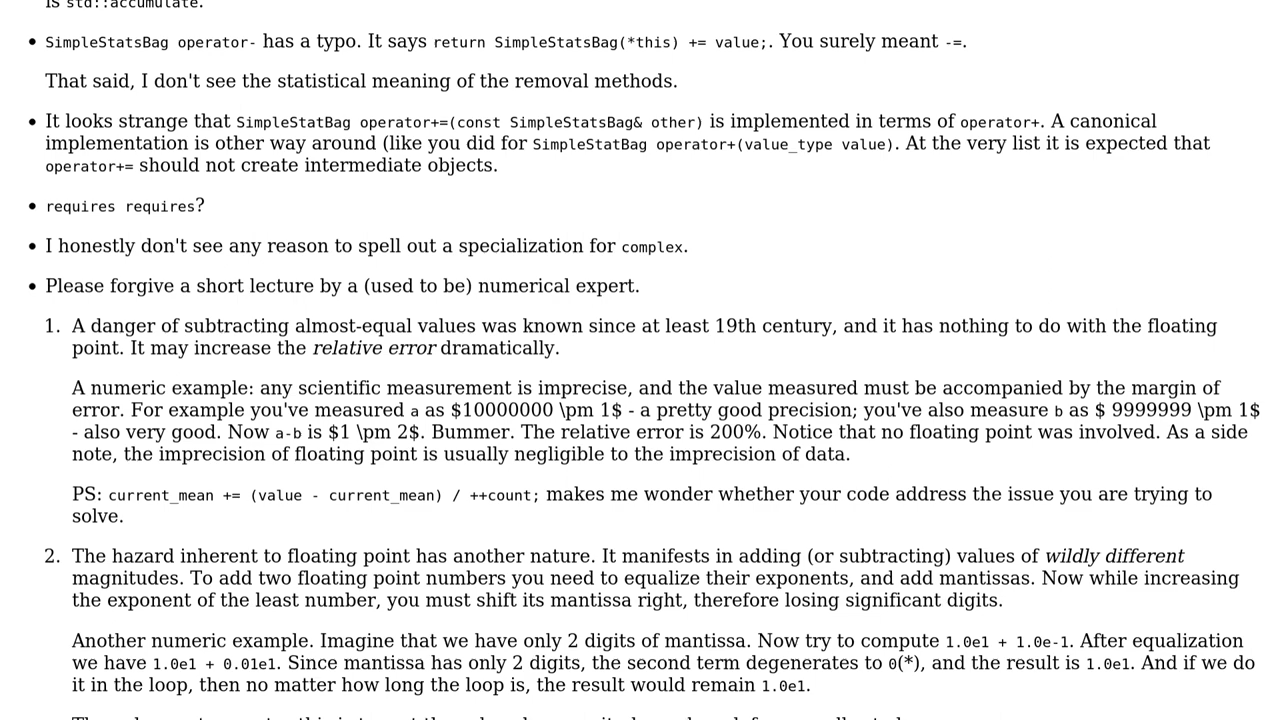 is std::accumulate.
SimpleStatsBag operator- has a typo. It says return SimpleStatsBag(*this) += value;. You surely meant -=.
That said, I don't see the statistical meaning of the removal methods.
It looks strange that SimpleStatBag operator+=(const SimpleStatsBag& other) is implemented in terms of operator+. A canonical
implementation is other way around (like you did for SimpleStatBag operator+(value_type value). At the very list it is expected that
operator+= should not create intermediate objects.
requires requires?
I honestly don't see any reason to spell out a specialization for complex.
Please forgive a short lecture by a (used to be) numerical expert.
1. A danger of subtracting almost-equal values was known since at least 19th century, and it has nothing to do with the floating
point. It may increase the relative error dramatically.
A numeric example: any scientific measurement is imprecise, and the value measured must be accompanied by the margin of
error. For example you've measured a as $10000000 \pm 1$ - a pretty good precision; you've also measure b as $ 9999999 \pm 1$
- also very good. Now a-b is $1 \pm 2$. Bummer. The relative error is 200%. Notice that no floating point was involved. As a side
note, the imprecision of floating point is usually negligible to the imprecision of data.
PS: current_mean += (value - current_mean) / ++count; makes me wonder whether your code address the issue you are trying to
solve.
2. The hazard inherent to floating point has another nature. It manifests in adding (or subtracting) values of wildly different
magnitudes. To add two floating point numbers you need to equalize their exponents, and add mantissas. Now while increasing
the exponent of the least number, you must shift its mantissa right, therefore losing significant digits.
Another numeric example. Imagine that we have only 2 digits of mantissa. Now try to compute 1.0e1 + 1.0e-1. After equalization
we have 1.0e1 + 0.01e1. Since mantissa has only 2 digits, the second term degenerates to 0(*), and the result is 1.0e1. And if we do
it in the loop, then no matter how long the loop is, the result would remain 1.0e1.